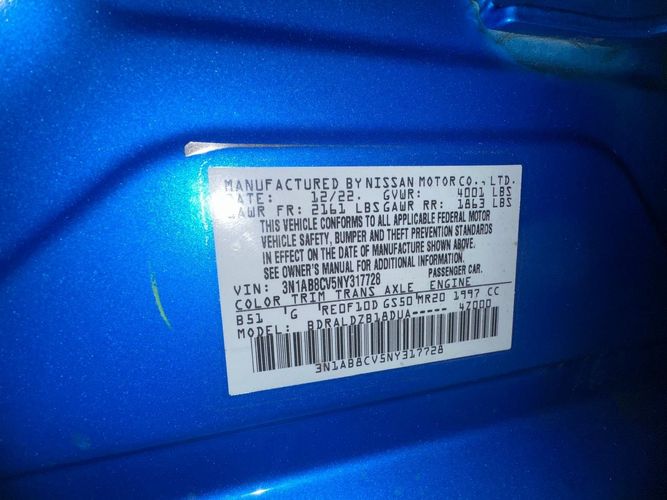 MANUFACTURED BY NISSAN MOTOR CO., LTD.
DATE: 12/22. GVWR: 4001 LBS
GAWR FR: 2161 LBS GAWR RR: 1863 LBS
THIS VEHICLE CONFORMS TO ALL APPLICABLE FEDERAL MOTOR
VEHICLE SAFETY, BUMPER AND THEFT PREVENTION STANDARDS
IN EFFECT ON THE DATE OF MANUFACTURE SHOWN ABOVE.
SEE OWNER'S MANUAL FOR ADDITIONAL INFORMATION.
VIN: 3N1AB8CV5NY317728 PASSENGER CAR.
COLOR TRIM TRANS AXLE ENGINE
B51 G RE0F10D GS50 MR20 1997 CC
MODEL BDRALDZB18DUA----- 47000
3N1AB8CV5NY317728